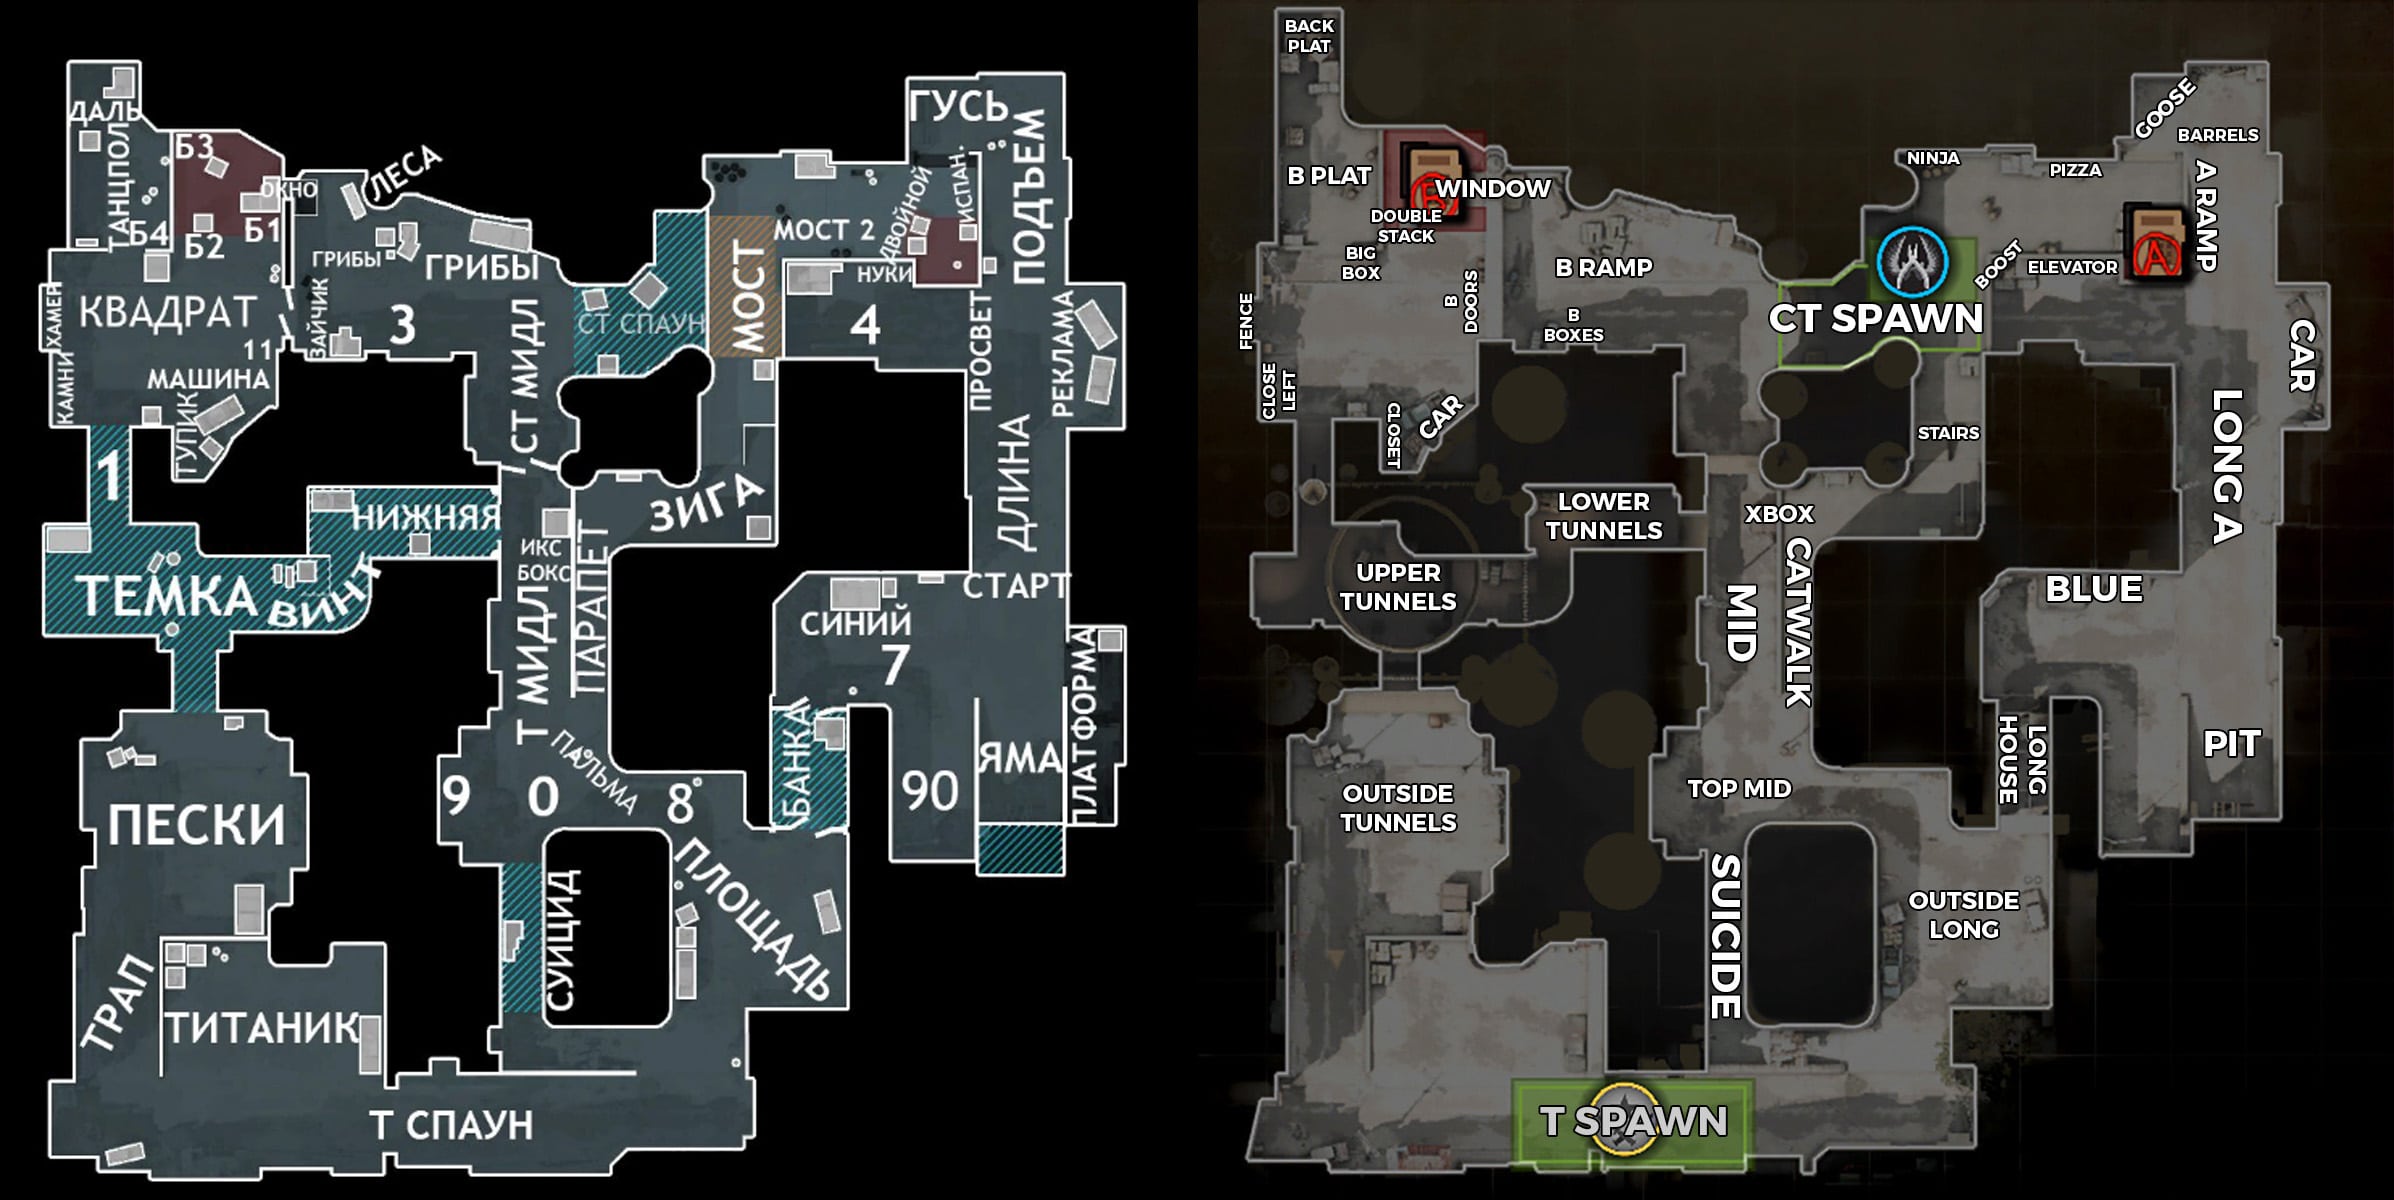 ДАЛЬ
ТАНЦПОЛ
Б3
ОКНО
ЛЕСА
Б4
Б2
Б1
ГРИБЫ
ГРИБЫ
ХАМЕР
КВАДРАТ
11
ЗАЙЧИК
3
КАМНИ
МАШИНА
ТУПИК
СТ МИДЛ
СТ СПАУН
МОСТ
МОСТ 2
ДВОЙНОЙ
ИСПАН.
ГУСЬ
ПОДЪЕМ
НУКИ
4
ПРОСВЕТ
РЕКЛАМА
1
НИЖНЯЯ
ЗИГА
ДЛИНА
ИКС
БОКС
ПАРАПЕТ
ТЕМКА
ВИНТ
СТАРТ
СИНИЙ
7
Т МИДЛ
ПАЛЬМА
БАНКА
ПЛАТФОРМА
ЯМА
90
9
0
8
ПЕСКИ
СУИЦИД
ПЛОЩАДЬ
ТРАП
ТИТАНИК
Т СПАУН
BACK
PLAT
B PLAT
WINDOW
B
DOUBLE
STACK
BIG
BOX
B
DOORS
B RAMP
B
BOXES
FENCE
CLOSE
LEFT
CLOSET
CAR
CT SPAWN
NINJA
PIZZA
GOOSE
BARRELS
A RAMP
BOOST
ELEVATOR
A
CAR
LONG A
STAIRS
LOWER
TUNNELS
XBOX
UPPER
TUNNELS
MID
CATWALK
BLUE
LONG
HOUSE
PIT
OUTSIDE
TUNNELS
TOP MID
SUICIDE
OUTSIDE
LONG
T SPAWN